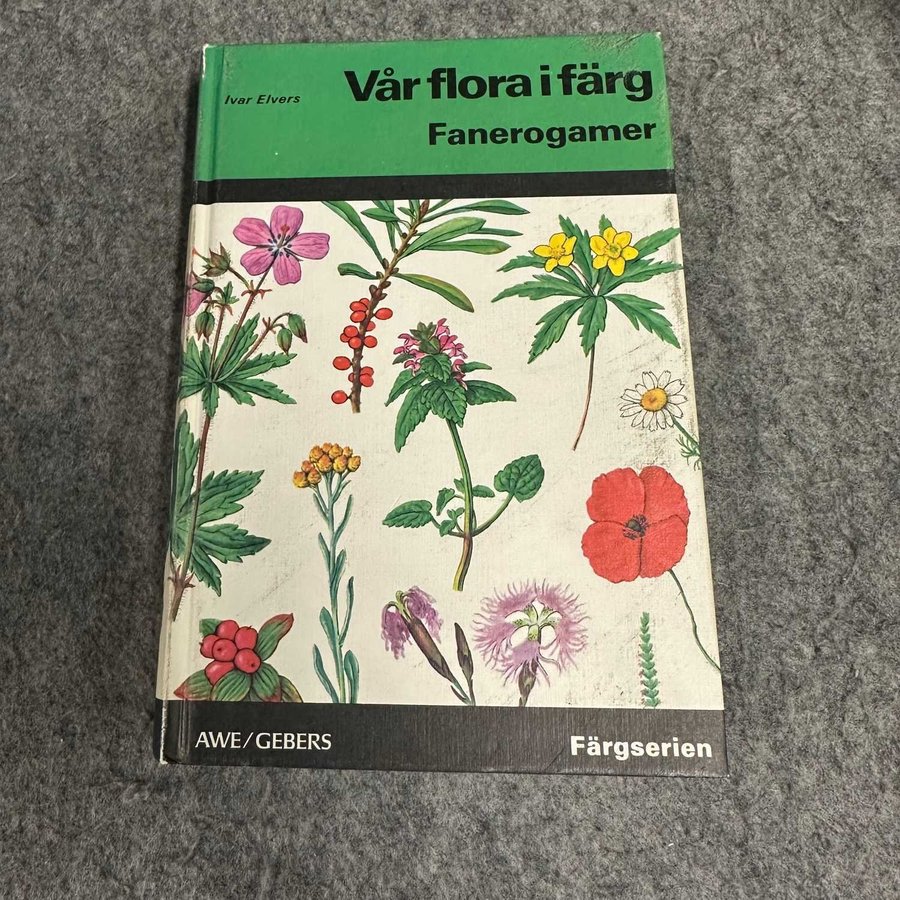 Ivar Elvers
Vår flora i färg
Fanerogamer
AWE/GEBERS
Färgserien